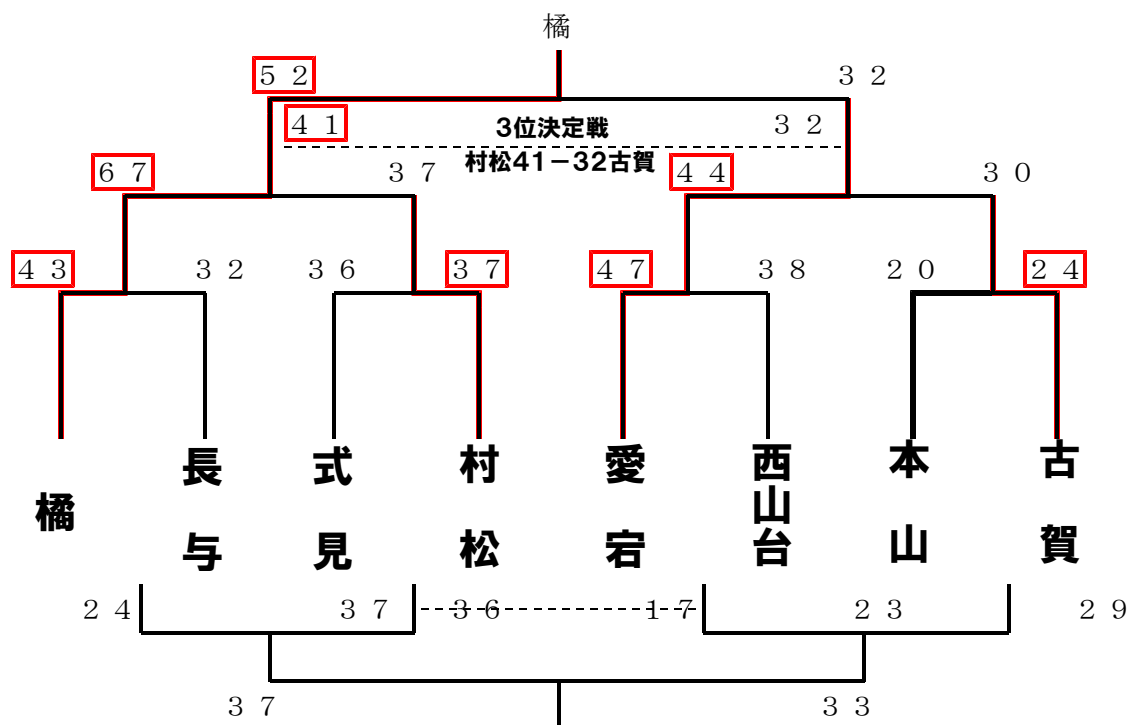 橘
５２ ３２
４１ 3位決定戦 ３２
村松41－32古賀
６７ ３７ ４４ ３０
４３ ３２ ３６ ３７ ４７ ３８ ２０ ２４
橘 長与 式見 村松 愛宕 西山台 本山 古賀
２４ ３７ ３６ １７ ２３ ２９
３７ ３３